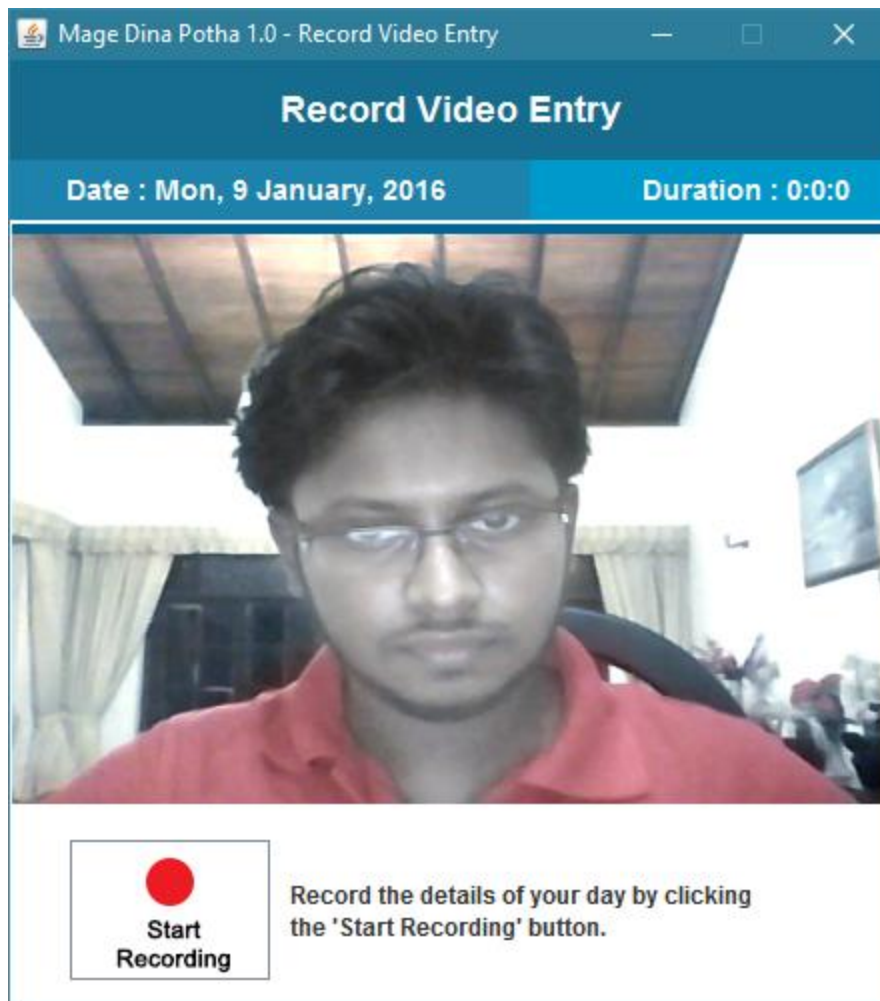 Mage Dina Potha 1.0 - Record Video Entry
Record Video Entry
Date : Mon, 9 January, 2016
Duration : 0:0:0
Start
Recording
Record the details of your day by clicking
the 'Start Recording' button.